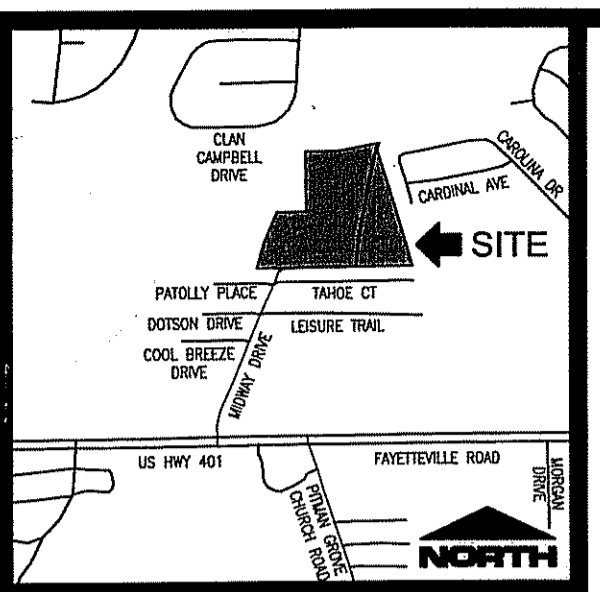 CLAN
CAMPBELL
DRIVE
CAROLINA DR
CARDINAL AVE
SITE
PATOLLY PLACE
TAHOE CT
DOTSON DRIVE
LEISURE TRAIL
COOL BREEZE
DRIVE
MIDWAY DRIVE
US HWY 401
FAYETTEVILLE ROAD
PITMAN GROVE
CHURCH ROAD
MORGAN
DRIVE
NORTH